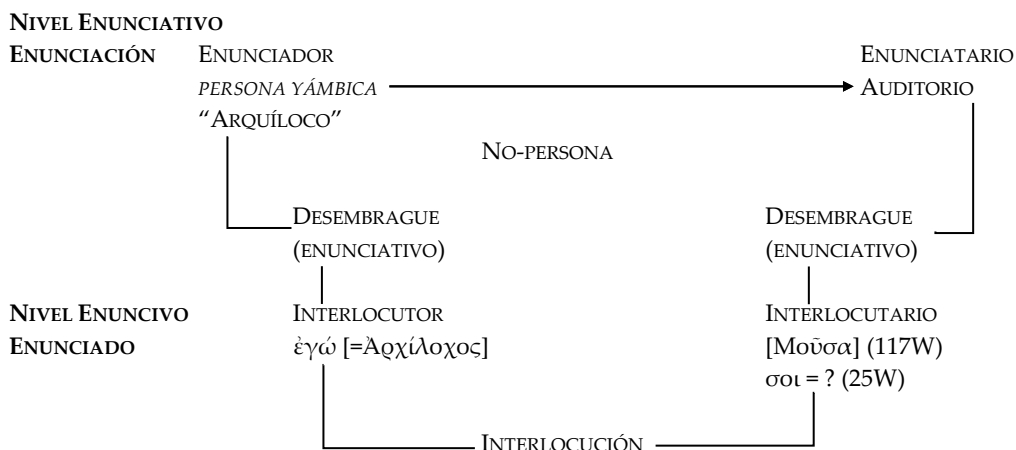 NIVEL ENUNCIATIVO
ENUNCIACIÓN ENUNCIADOR ENUNCIATARIO
PERSONA YÁMBICA AUDITORIO
“ARQUÍLOCO”
NO-PERSONA
DESEMBRAGUE DESEMBRAGUE
(ENUNCIATIVO) (ENUNCIATIVO)
NIVEL ENUNCIVO INTERLOCUTOR INTERLOCUTARIO
ENUNCIADO ἐγώ [=Ἀρχίλοχος] [Μοῦσα] (117W)
σοι = ? (25W)
INTERLOCUCIÓN